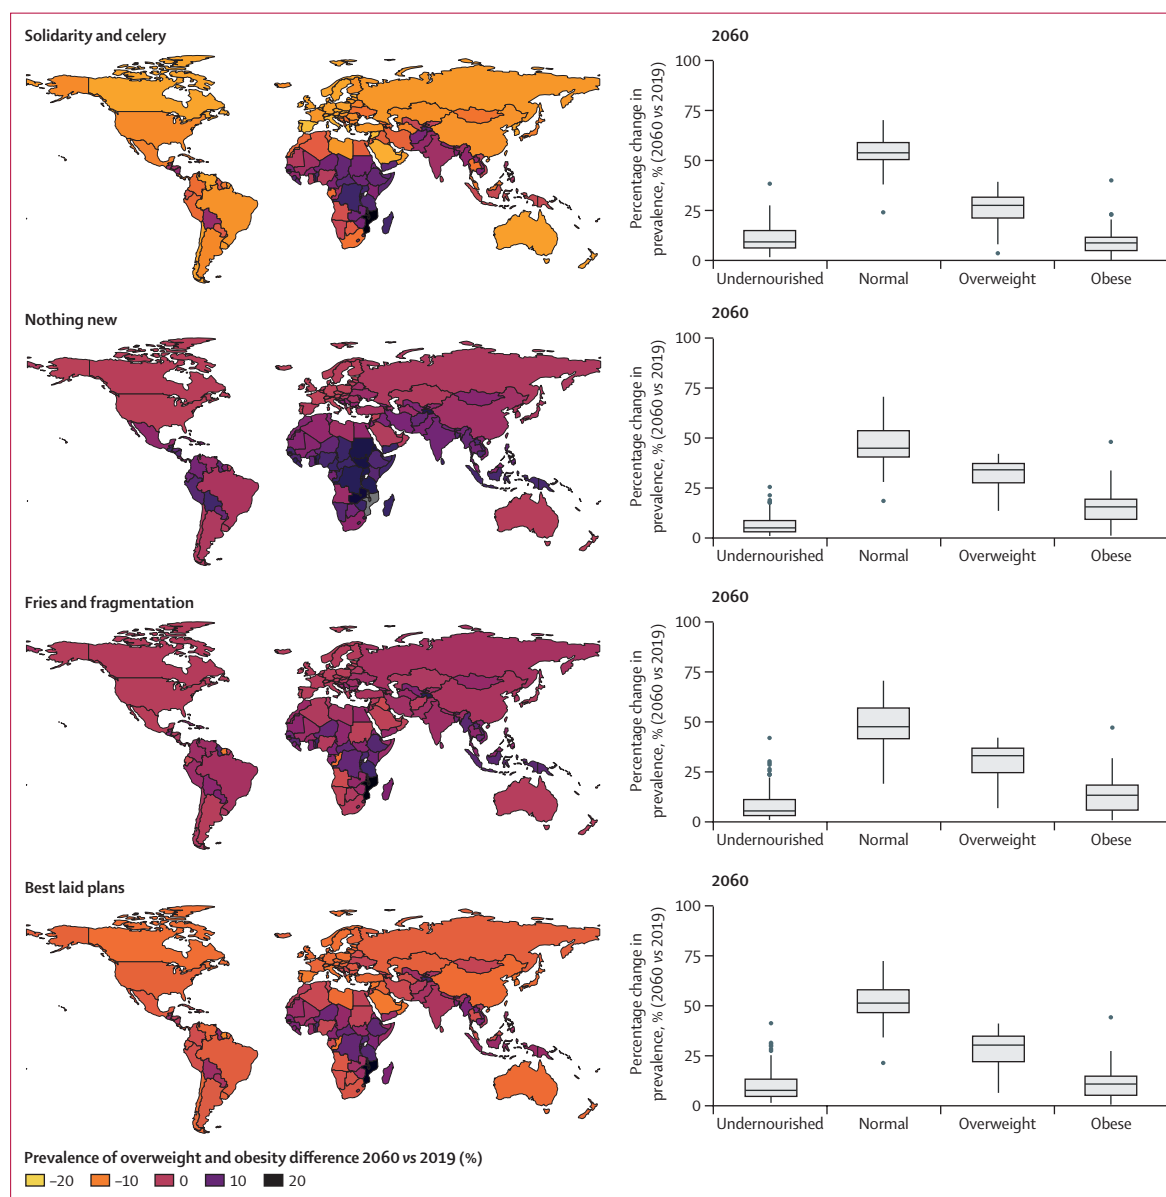 Solidarity and celery
2060
Percentage change in
prevalence, % (2060 vs 2019)
100
75
50
25
0
Undernourished Normal Overweight Obese
Nothing new
2060
Percentage change in
prevalence, % (2060 vs 2019)
100
75
50
25
0
Undernourished Normal Overweight Obese
Fries and fragmentation
2060
Percentage change in
prevalence, % (2060 vs 2019)
100
75
50
25
0
Undernourished Normal Overweight Obese
Best laid plans
2060
Percentage change in
prevalence, % (2060 vs 2019)
100
75
50
25
0
Undernourished Normal Overweight Obese
Prevalence of overweight and obesity difference 2060 vs 2019 (%)
–20 –10 0 10 20